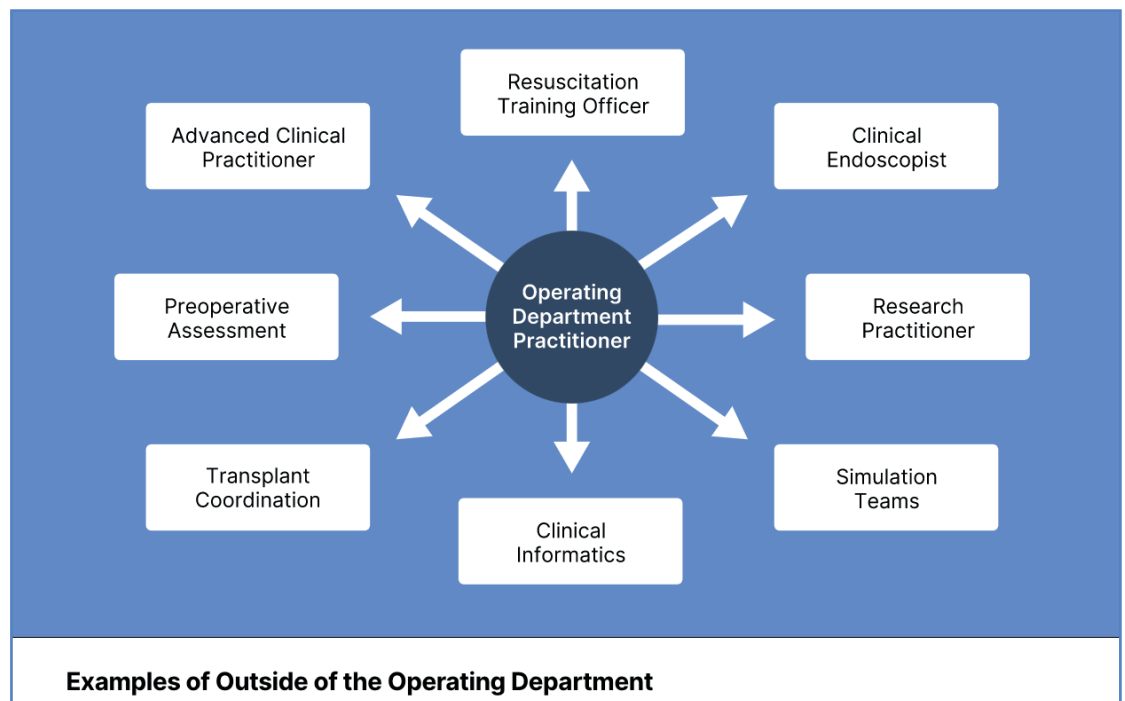 Resuscitation
Training Officer
Advanced Clinical
Practitioner
Clinical
Endoscopist
Operating
Department
Practitioner
Preoperative
Assessment
Research
Practitioner
Transplant
Coordination
Simulation
Teams
Clinical
Informatics
Examples of Outside of the Operating Department